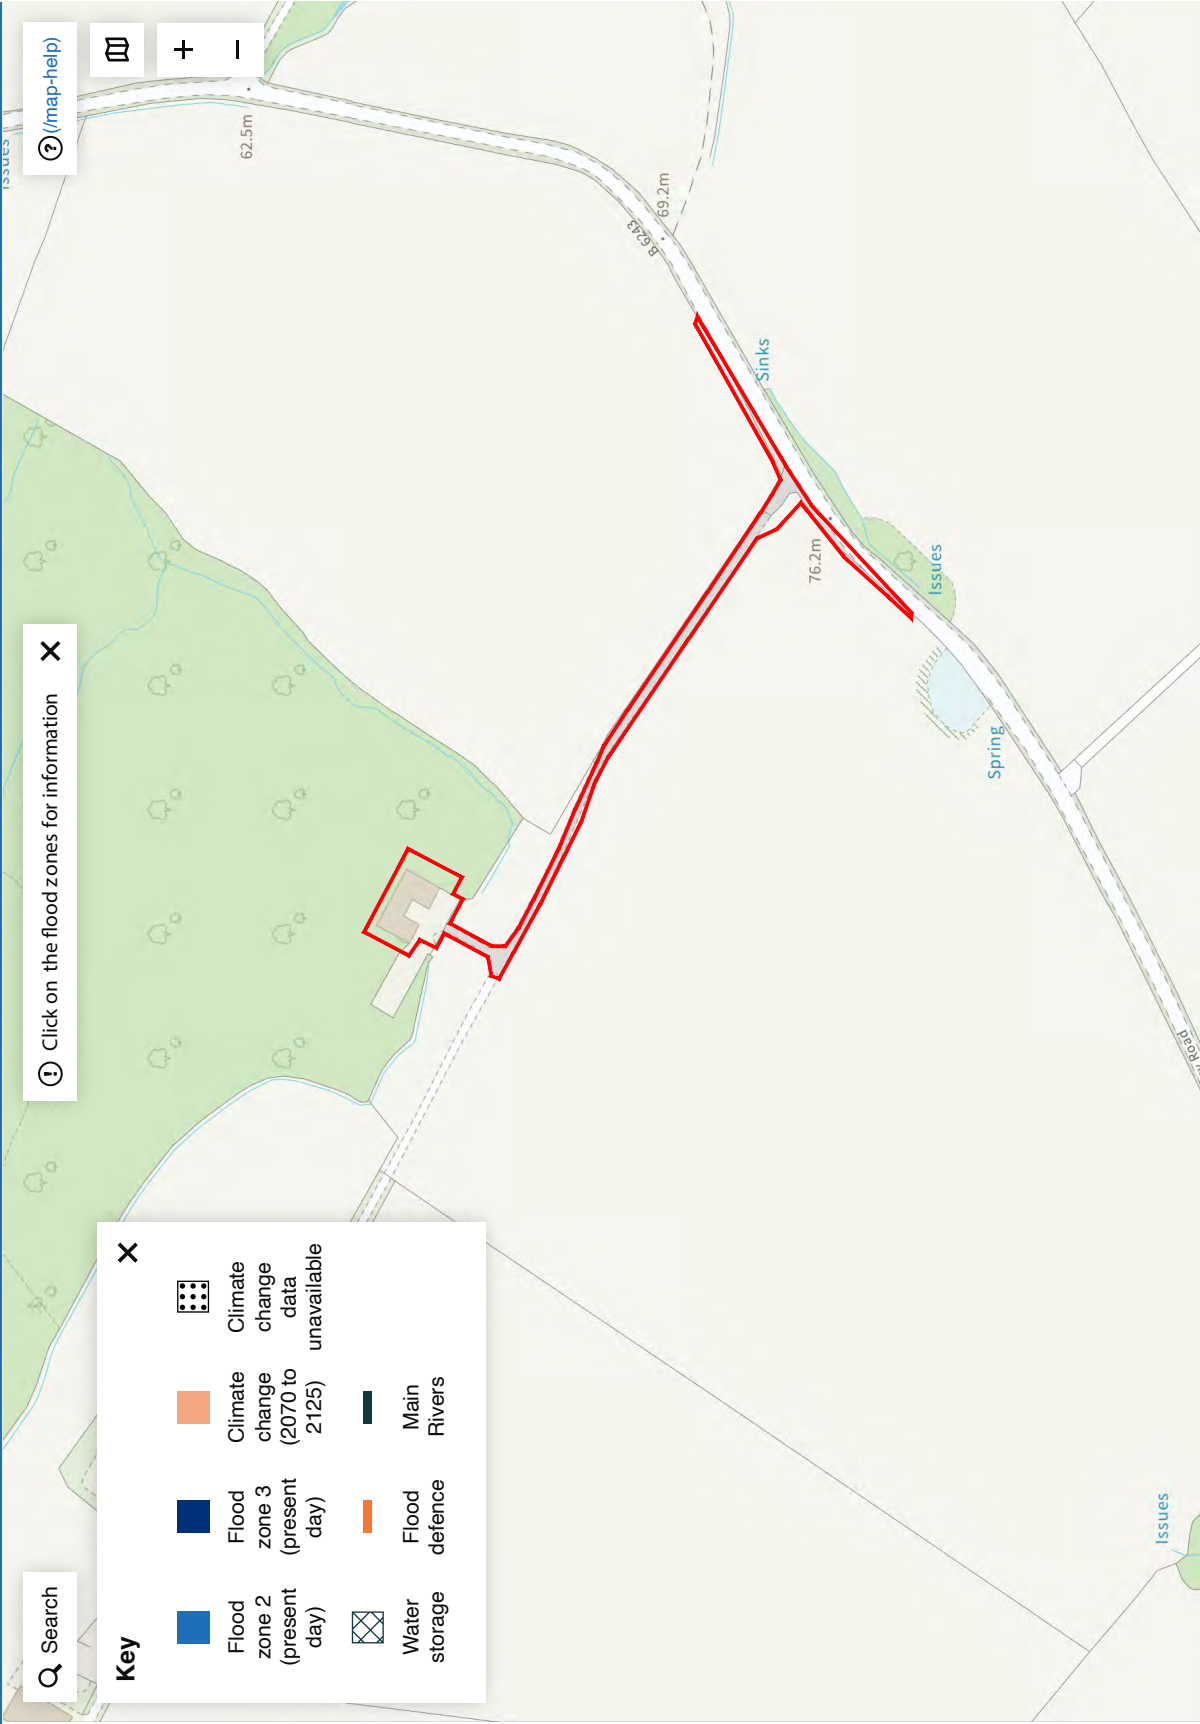 Search
Click on the flood zones for information
(/map-help)
Key
Flood
zone 2
(present
day)
Flood
zone 3
(present
day)
Climate
change
(2070 to
2125)
Climate
change
data
unavailable
Water
storage
Flood
defence
Main
Rivers
Issues
62.5m
B 6243
69.2m
Sinks
76.2m
Issues
Spring
Road
Issues